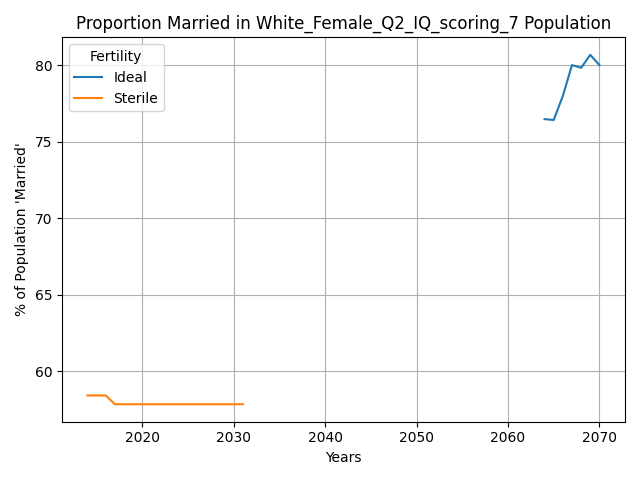 Proportion Married in White_Female_Q2_IQ_scoring_7 Population
Fertility
Ideal
Sterile
% of Population 'Married'
80
75
70
65
60
2020 2030 2040 2050 2060 2070
Years